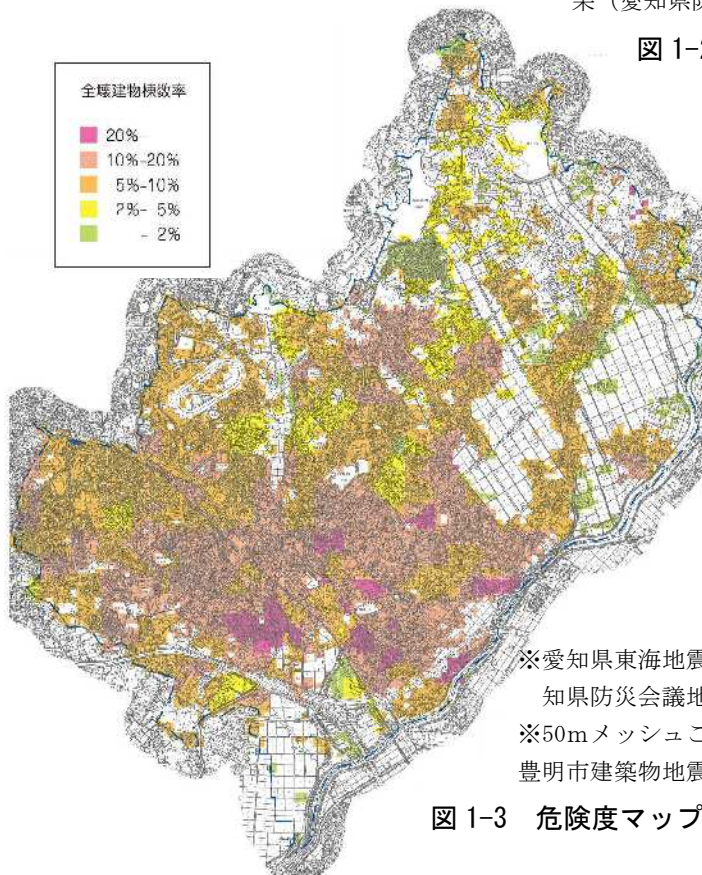 果（愛知県防
図 1-2
全壊建物棟数率
20%
10%-20%
5%-10%
2%- 5%
- 2%
※愛知県東海地震
知県防災会議地
※50mメッシュご
豊明市建築物地震
図 1-3 危険度マップ